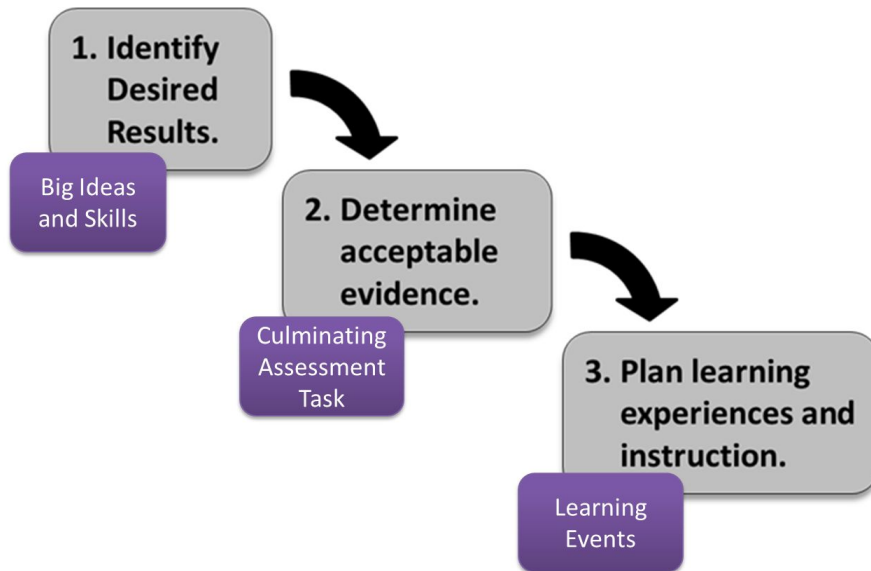 1. Identify
Desired
Results.
Big Ideas
and Skills
2. Determine
acceptable
evidence.
Culminating
Assessment
Task
3. Plan learning
experiences and
instruction.
Learning
Events